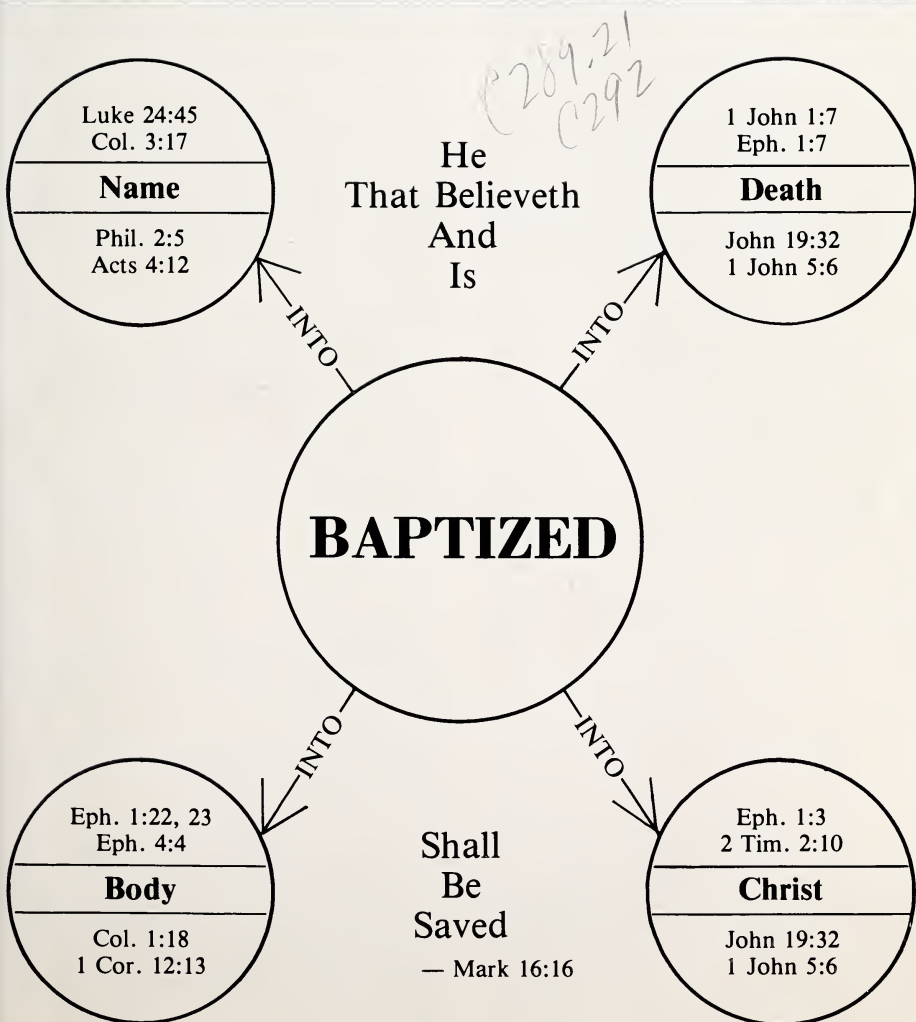 C289.21
C292
Luke 24:45
Col. 3:17
Name
Phil. 2:5
Acts 4:12
He
That Believeth
And
Is
1 John 1:7
Eph. 1:7
Death
John 19:32
1 John 5:6
INTO
INTO
BAPTIZED
INTO
INTO
Eph. 1:22, 23
Eph. 4:4
Body
Col. 1:18
1 Cor. 12:13
Shall
Be
Saved
— Mark 16:16
Eph. 1:3
2 Tim. 2:10
Christ
John 19:32
1 John 5:6